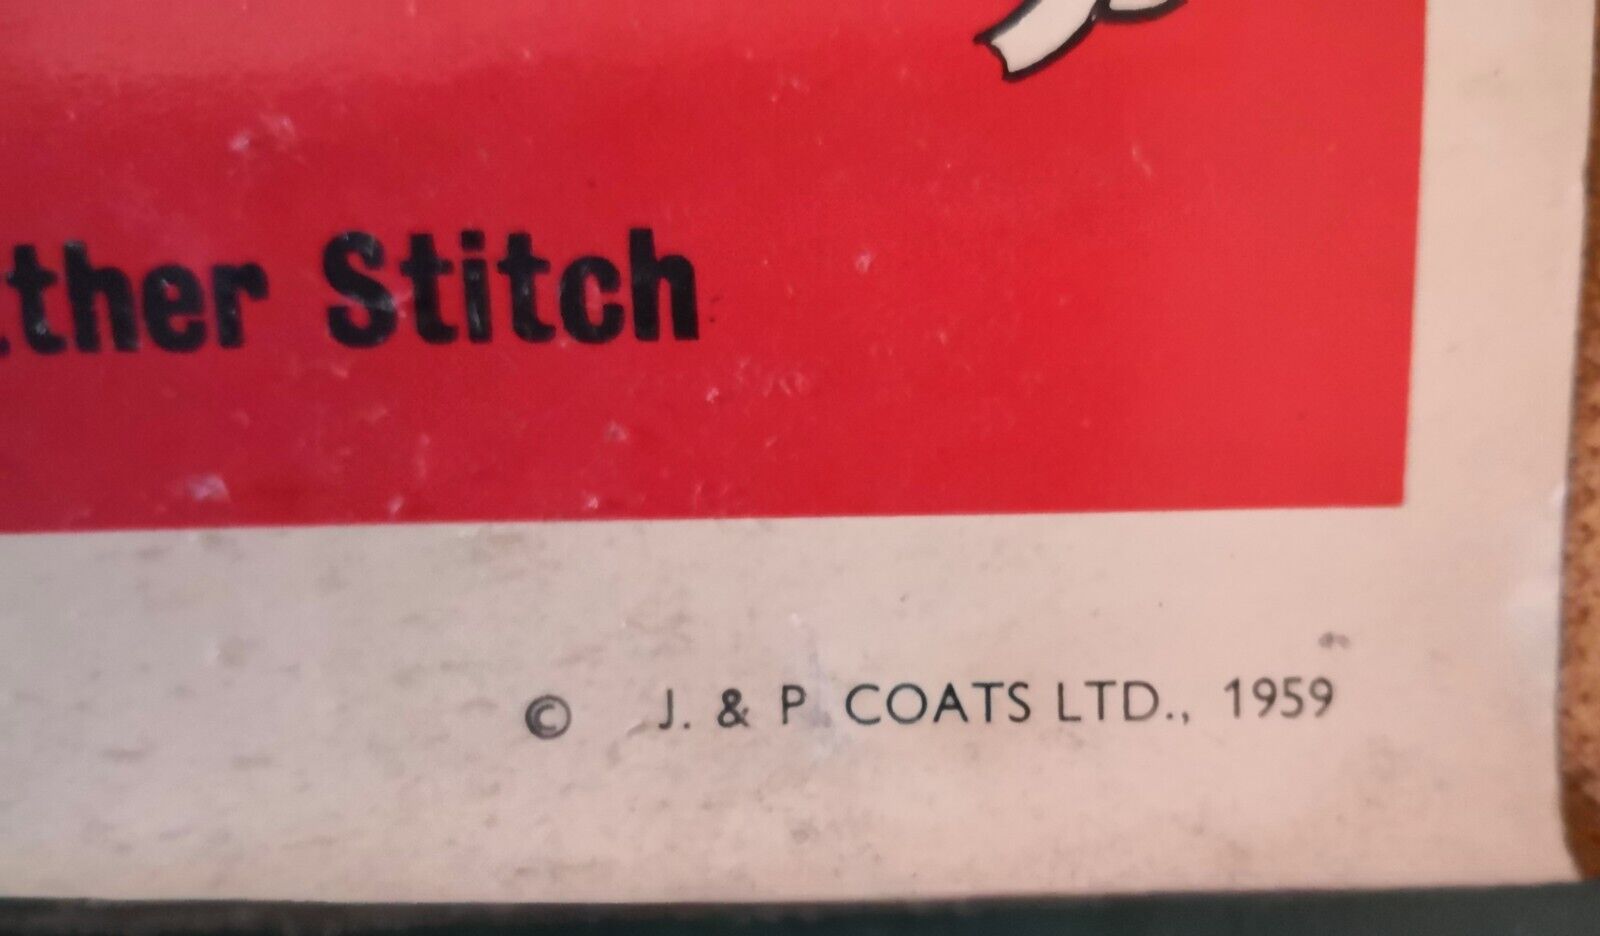 ther Stitch
© J. & P. COATS LTD., 1959